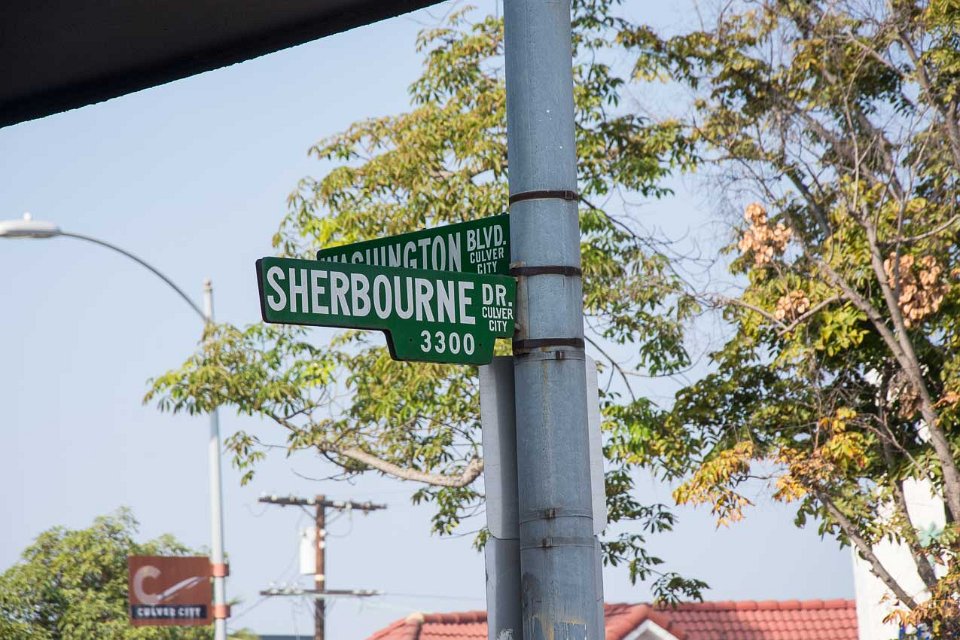 WASHINGTON BLVD.
CULVER
CITY
SHERBOURNE DR.
CULVER
CITY
3300
C
CULVER CITY